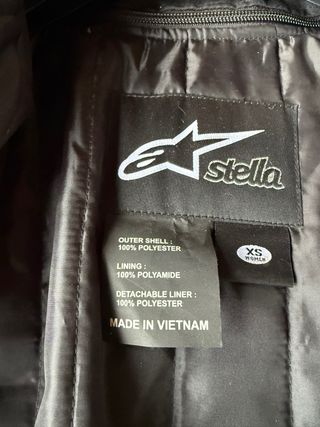 stella
XS
WOMEN
OUTER SHELL :
100% POLYESTER
LINING :
100% POLYAMIDE
DETACHABLE LINER :
100% POLYESTER
MADE IN VIETNAM